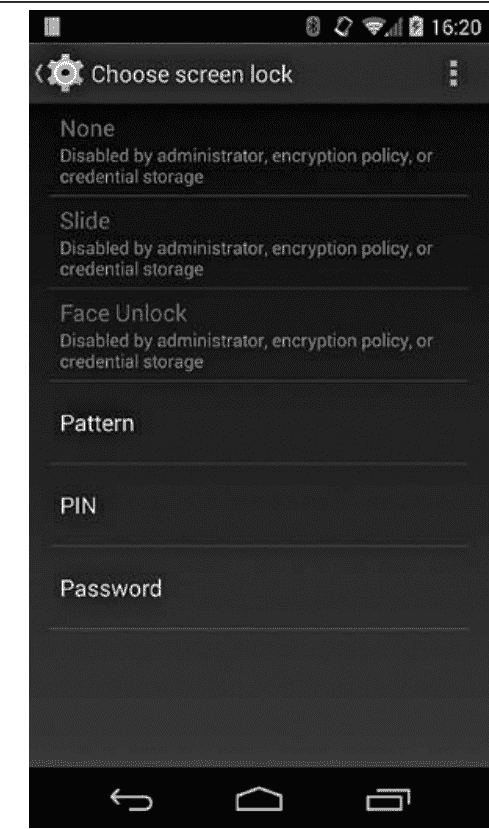 16:20
Choose screen lock
None
Disabled by administrator, encryption policy, or
credential storage
Slide
Disabled by administrator, encryption policy, or
credential storage
Face Unlock
Disabled by administrator, encryption policy, or
credential storage
Pattern
PIN
Password